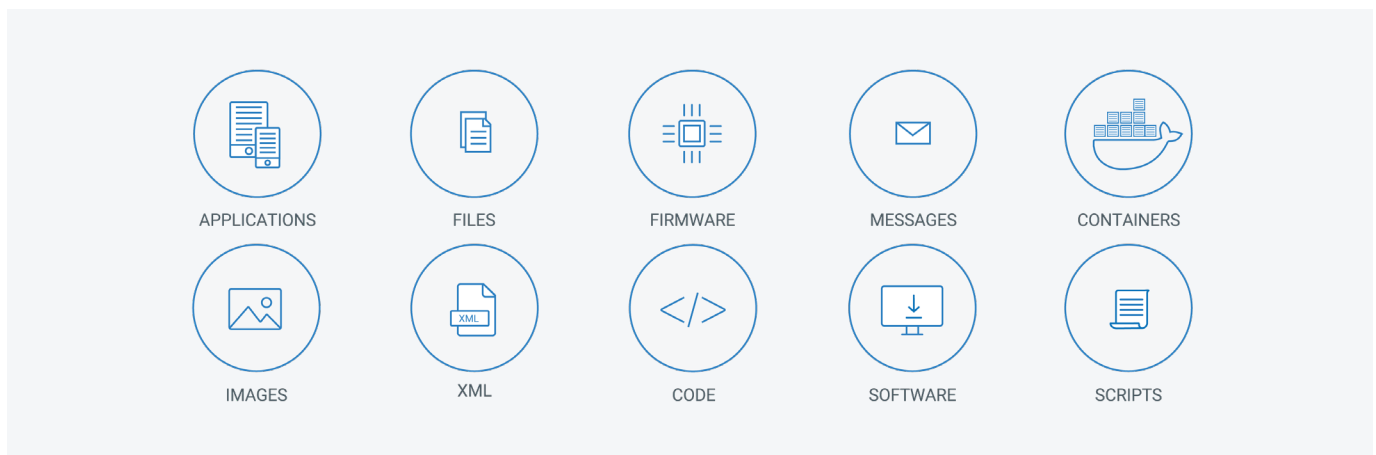 APPLICATIONS
FILES
FIRMWARE
MESSAGES
CONTAINERS
XML
IMAGES
XML
CODE
SOFTWARE
SCRIPTS